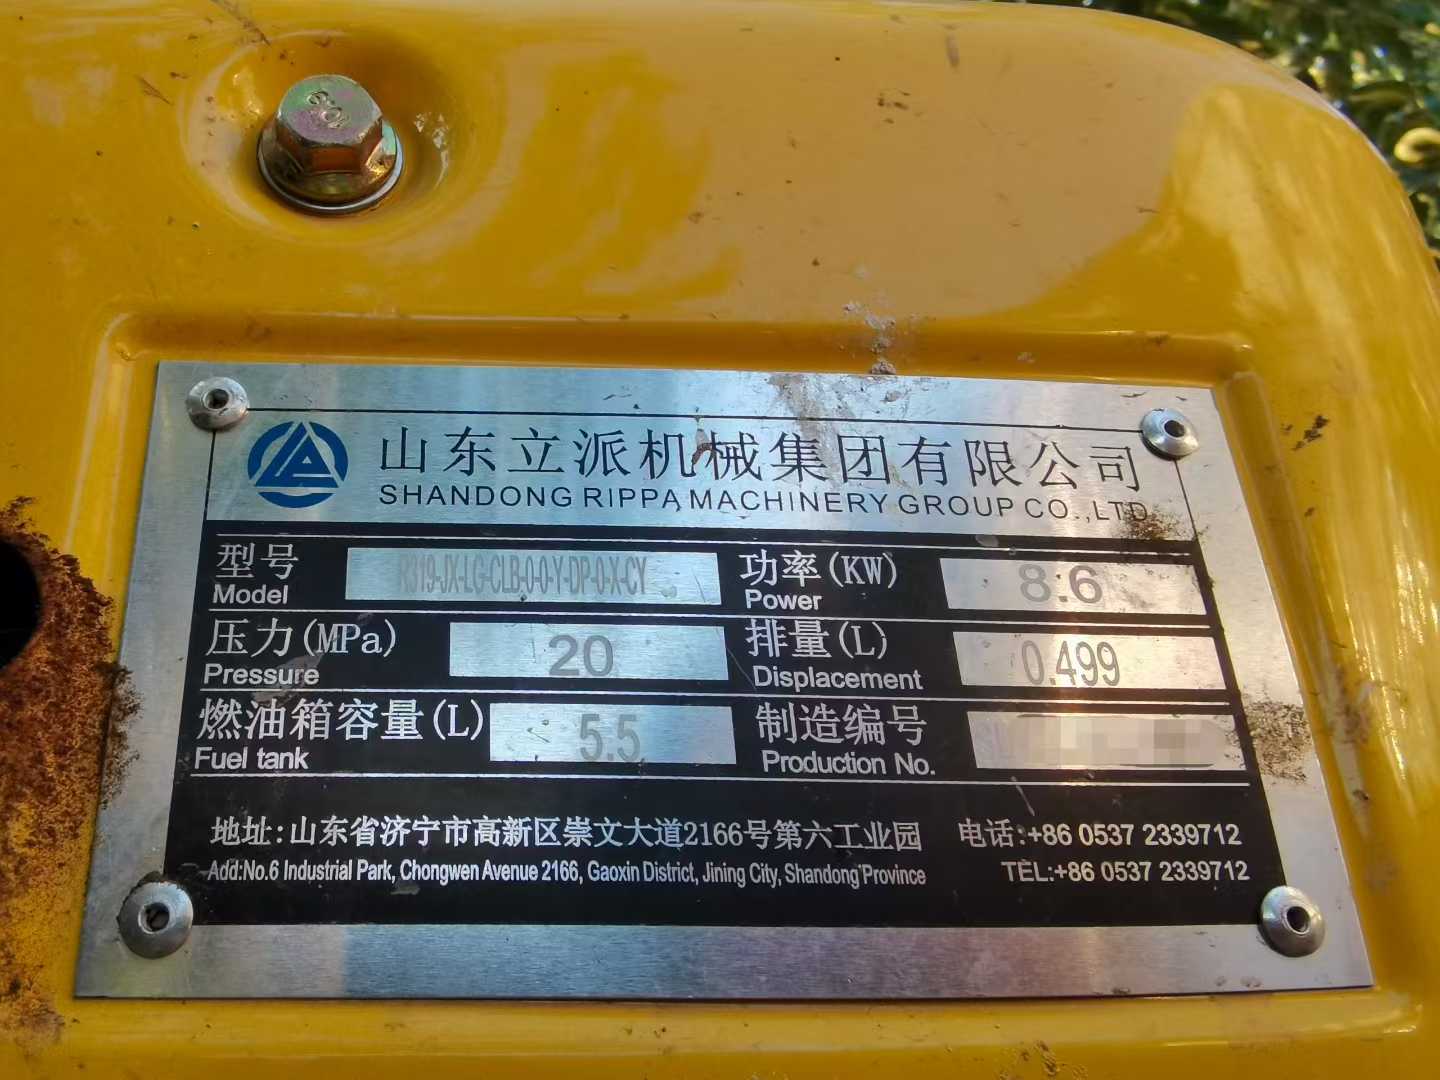 山东立派机械集团有限公司
SHANDONG RIPPA MACHINERY GROUP CO.,LTD.
型号 R319-JX-LG-CLB-0-0-Y-DP-0-X-CY 功率(KW) 8.6
Model Power
压力(MPa) 20 排量(L) 0.499
Pressure Displacement
燃油箱容量(L) 5.5 制造编号
Fuel tank Production No.
地址:山东省济宁市高新区崇文大道2166号第六工业园 电话:+86 0537 2339712
Add:No.6 Industrial Park, Chongwen Avenue 2166, Gaoxin District, Jining City, Shandong Province TEL:+86 0537 2339712